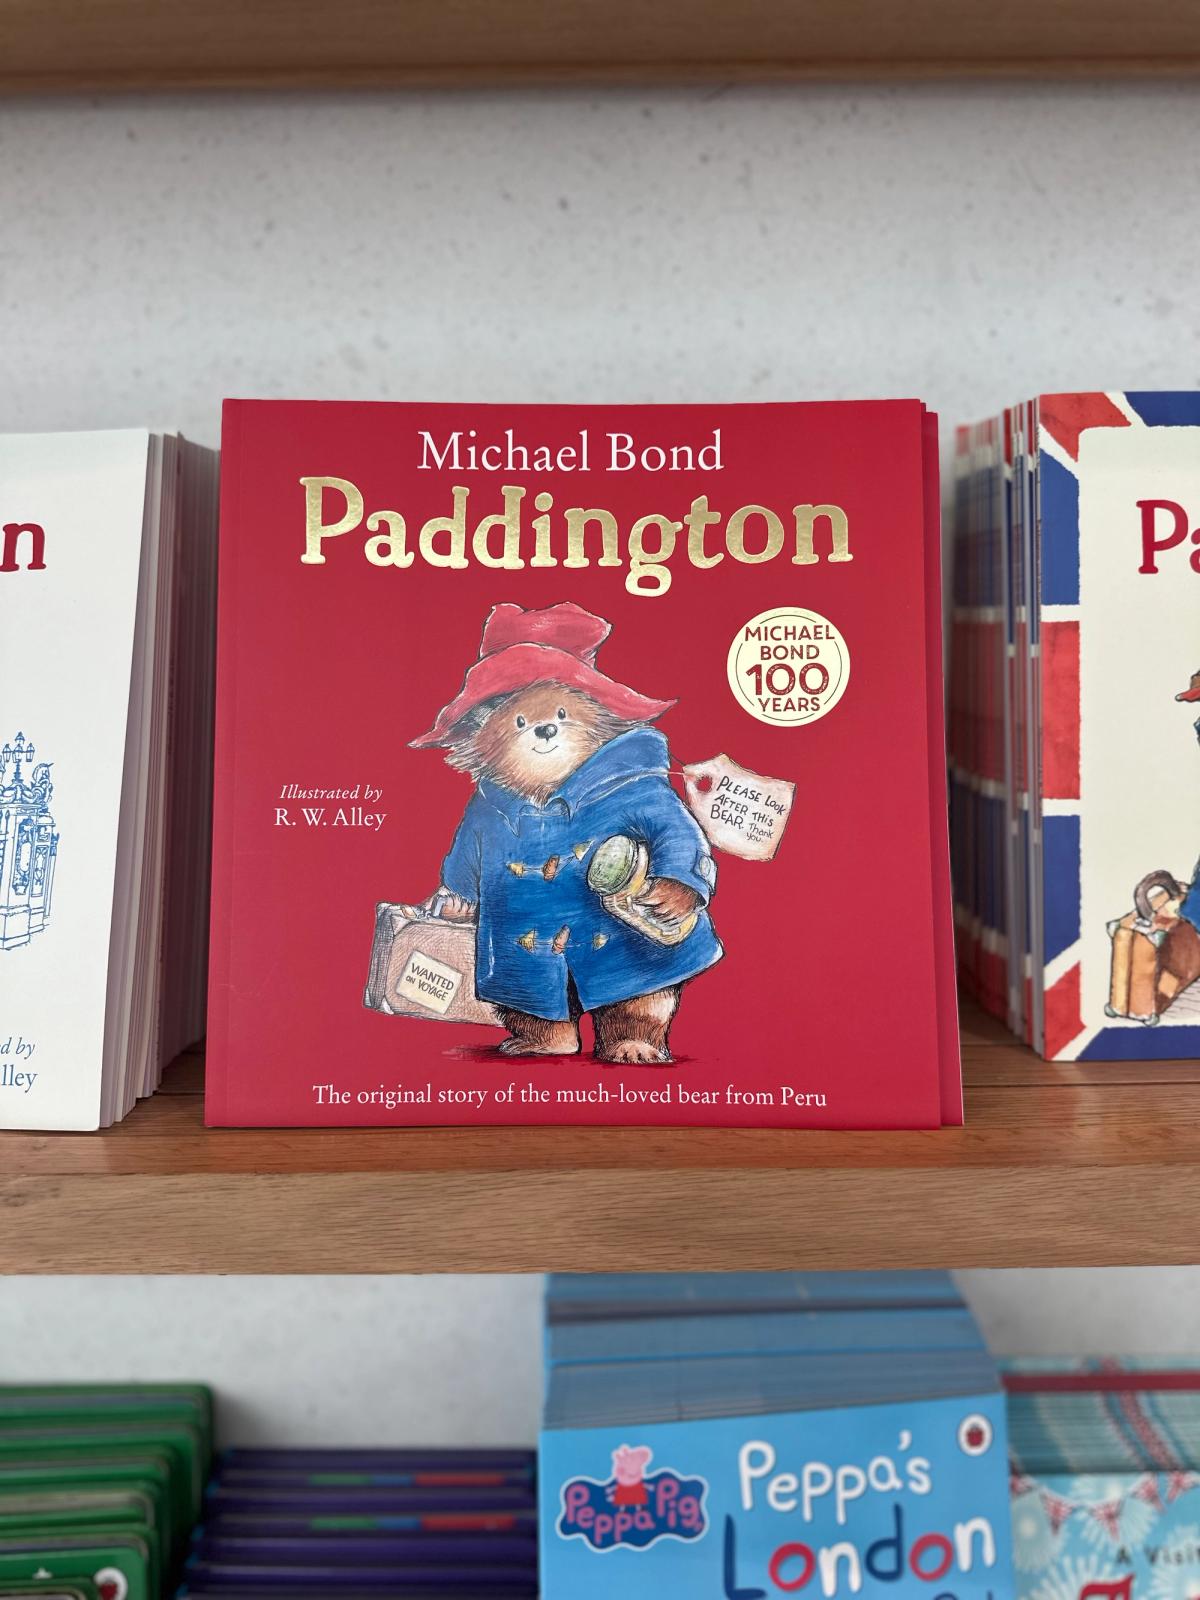 Michael Bond
Paddington
MICHAEL
BOND
100
YEARS
Illustrated by
R. W. Alley
PLEASE LOOK
AFTER THIS
BEAR. Thank
you.
WANTED
ON VOYAGE
The original story of the much-loved bear from Peru
n
d by
lley
Pa
Peppa Pig
Peppa's
London
A Visit